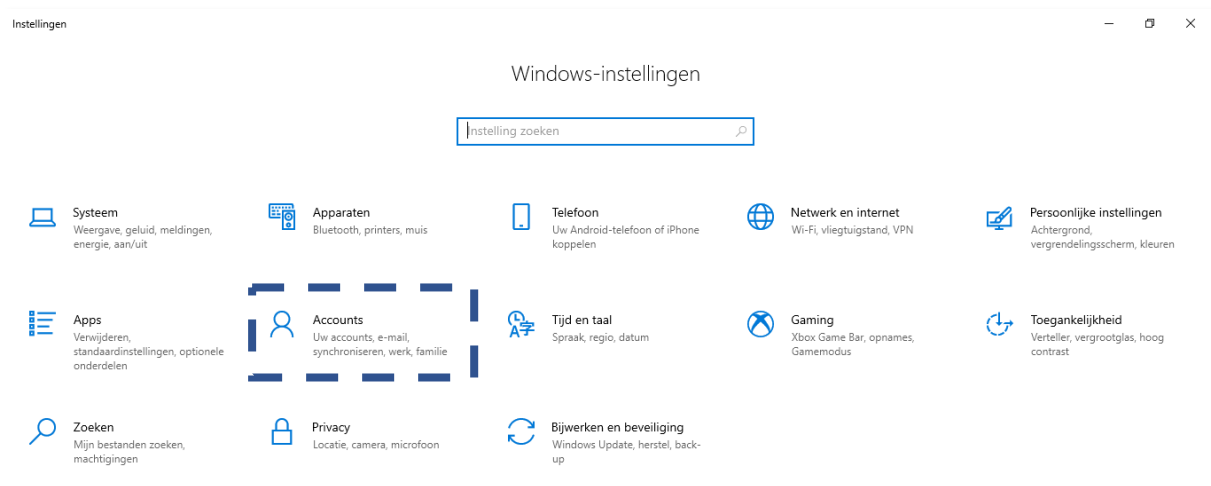 Instellingen
Windows-instellingen
Instelling zoeken
Systeem
Weergave, geluid, meldingen,
energie, aan/uit
Apparaten
Bluetooth, printers, muis
Telefoon
Uw Android-telefoon of iPhone
koppelen
Netwerk en internet
Wi-Fi, vliegtuigstand, VPN
Persoonlijke instellingen
Achtergrond,
vergrendelingsscherm, kleuren
Apps
Verwijderen,
standaardinstellingen, optionele
onderdelen
Accounts
Uw accounts, e-mail,
synchroniseren, werk, familie
Tijd en taal
Spraak, regio, datum
Gaming
Xbox Game Bar, opnames,
Gamemodus
Toegankelijkheid
Verteller, vergrootglas, hoog
contrast
Zoeken
Mijn bestanden zoeken,
machtigingen
Privacy
Locatie, camera, microfoon
Bijwerken en beveiliging
Windows Update, herstel, back-
up